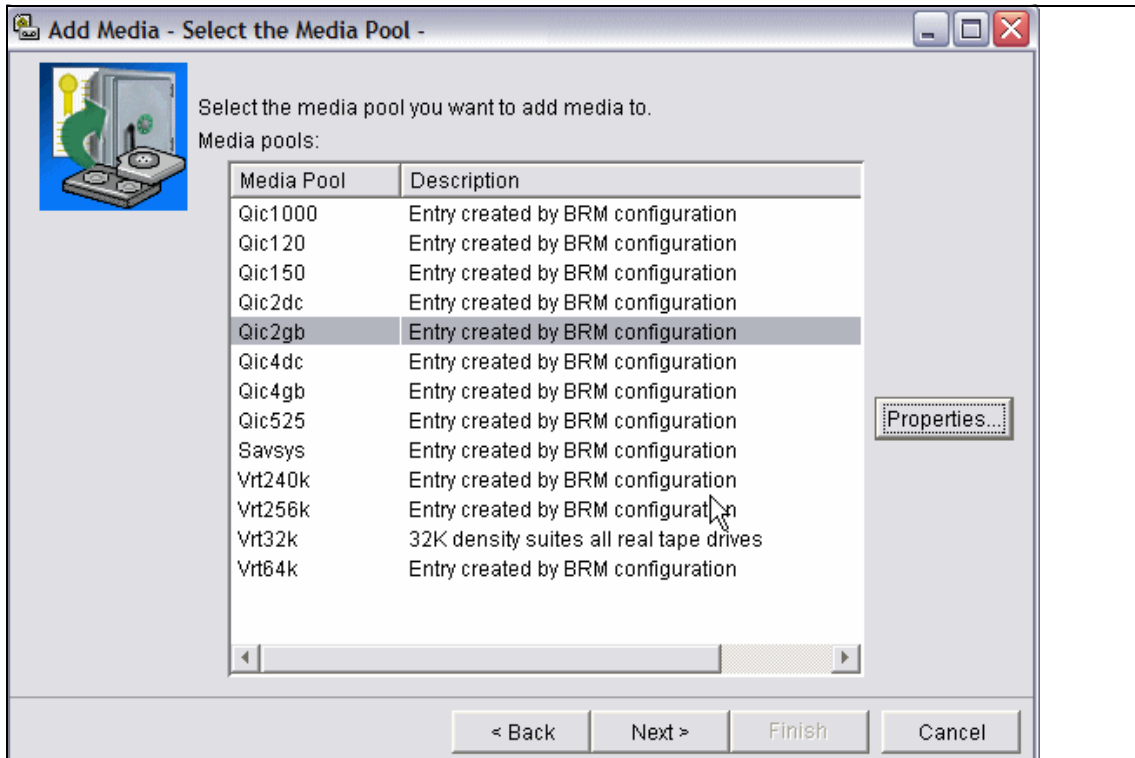 Add Media - Select the Media Pool -
Select the media pool you want to add media to.
Media pools:
Media Pool Description
Qic1000 Entry created by BRM configuration
Qic120 Entry created by BRM configuration
Qic150 Entry created by BRM configuration
Qic2dc Entry created by BRM configuration
Qic2gb Entry created by BRM configuration
Qic4dc Entry created by BRM configuration
Qic4gb Entry created by BRM configuration
Qic525 Entry created by BRM configuration
Savsys Entry created by BRM configuration
Vrt240k Entry created by BRM configuration
Vrt256k Entry created by BRM configuration
Vrt32k 32K density suites all real tape drives
Vrt64k Entry created by BRM configuration
Properties...
< Back Next > Finish Cancel